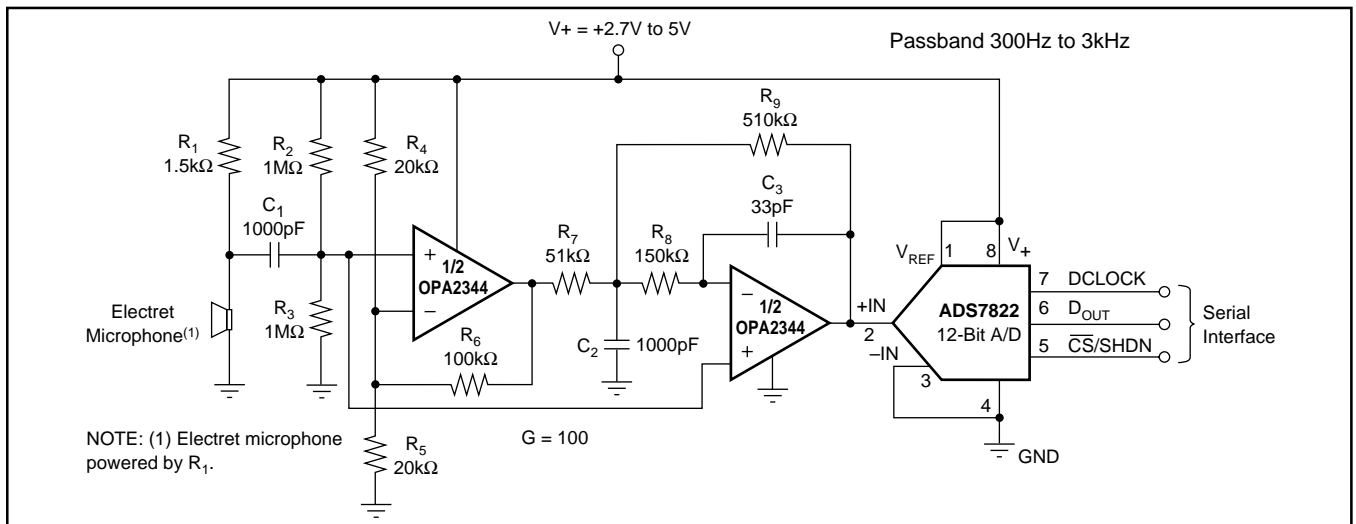 V+ = +2.7V to 5V
Passband 300Hz to 3kHz
R1
1.5kΩ
R2
1MΩ
R4
20kΩ
R9
510kΩ
C3
33pF
C1
1000pF
+
1/2
OPA2344
−
R7
51kΩ
R8
150kΩ
−
1/2
OPA2344
+
VREF
1
8
V+
7
DCLOCK
+IN
2
ADS7822
12-Bit A/D
6
DOUT
Serial
Interface
−IN
3
5
C̅S̅/SHDN
4
GND
Electret
Microphone(1)
R3
1MΩ
R6
100kΩ
C2
1000pF
NOTE: (1) Electret microphone
powered by R1.
R5
20kΩ
G = 100